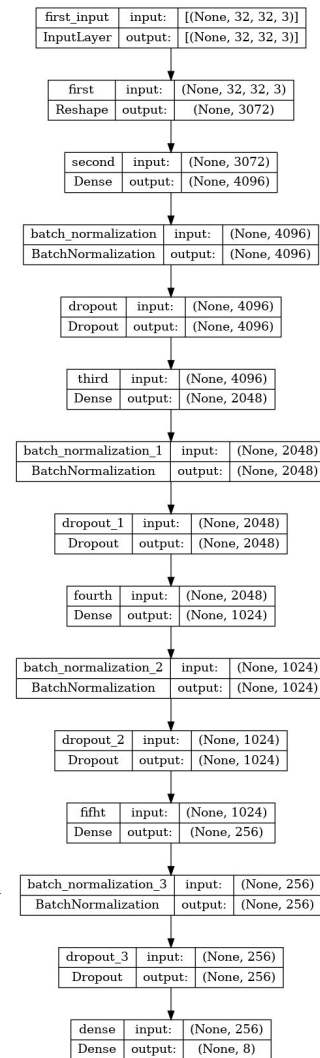 first_input input: [(None, 32, 32, 3)]
InputLayer output: [(None, 32, 32, 3)]
first input: (None, 32, 32, 3)
Reshape output: (None, 3072)
second input: (None, 3072)
Dense output: (None, 4096)
batch_normalization input: (None, 4096)
BatchNormalization output: (None, 4096)
dropout input: (None, 4096)
Dropout output: (None, 4096)
third input: (None, 4096)
Dense output: (None, 2048)
batch_normalization_1 input: (None, 2048)
BatchNormalization output: (None, 2048)
dropout_1 input: (None, 2048)
Dropout output: (None, 2048)
fourth input: (None, 2048)
Dense output: (None, 1024)
batch_normalization_2 input: (None, 1024)
BatchNormalization output: (None, 1024)
dropout_2 input: (None, 1024)
Dropout output: (None, 1024)
fifht input: (None, 1024)
Dense output: (None, 256)
batch_normalization_3 input: (None, 256)
BatchNormalization output: (None, 256)
dropout_3 input: (None, 256)
Dropout output: (None, 256)
dense input: (None, 256)
Dense output: (None, 8)